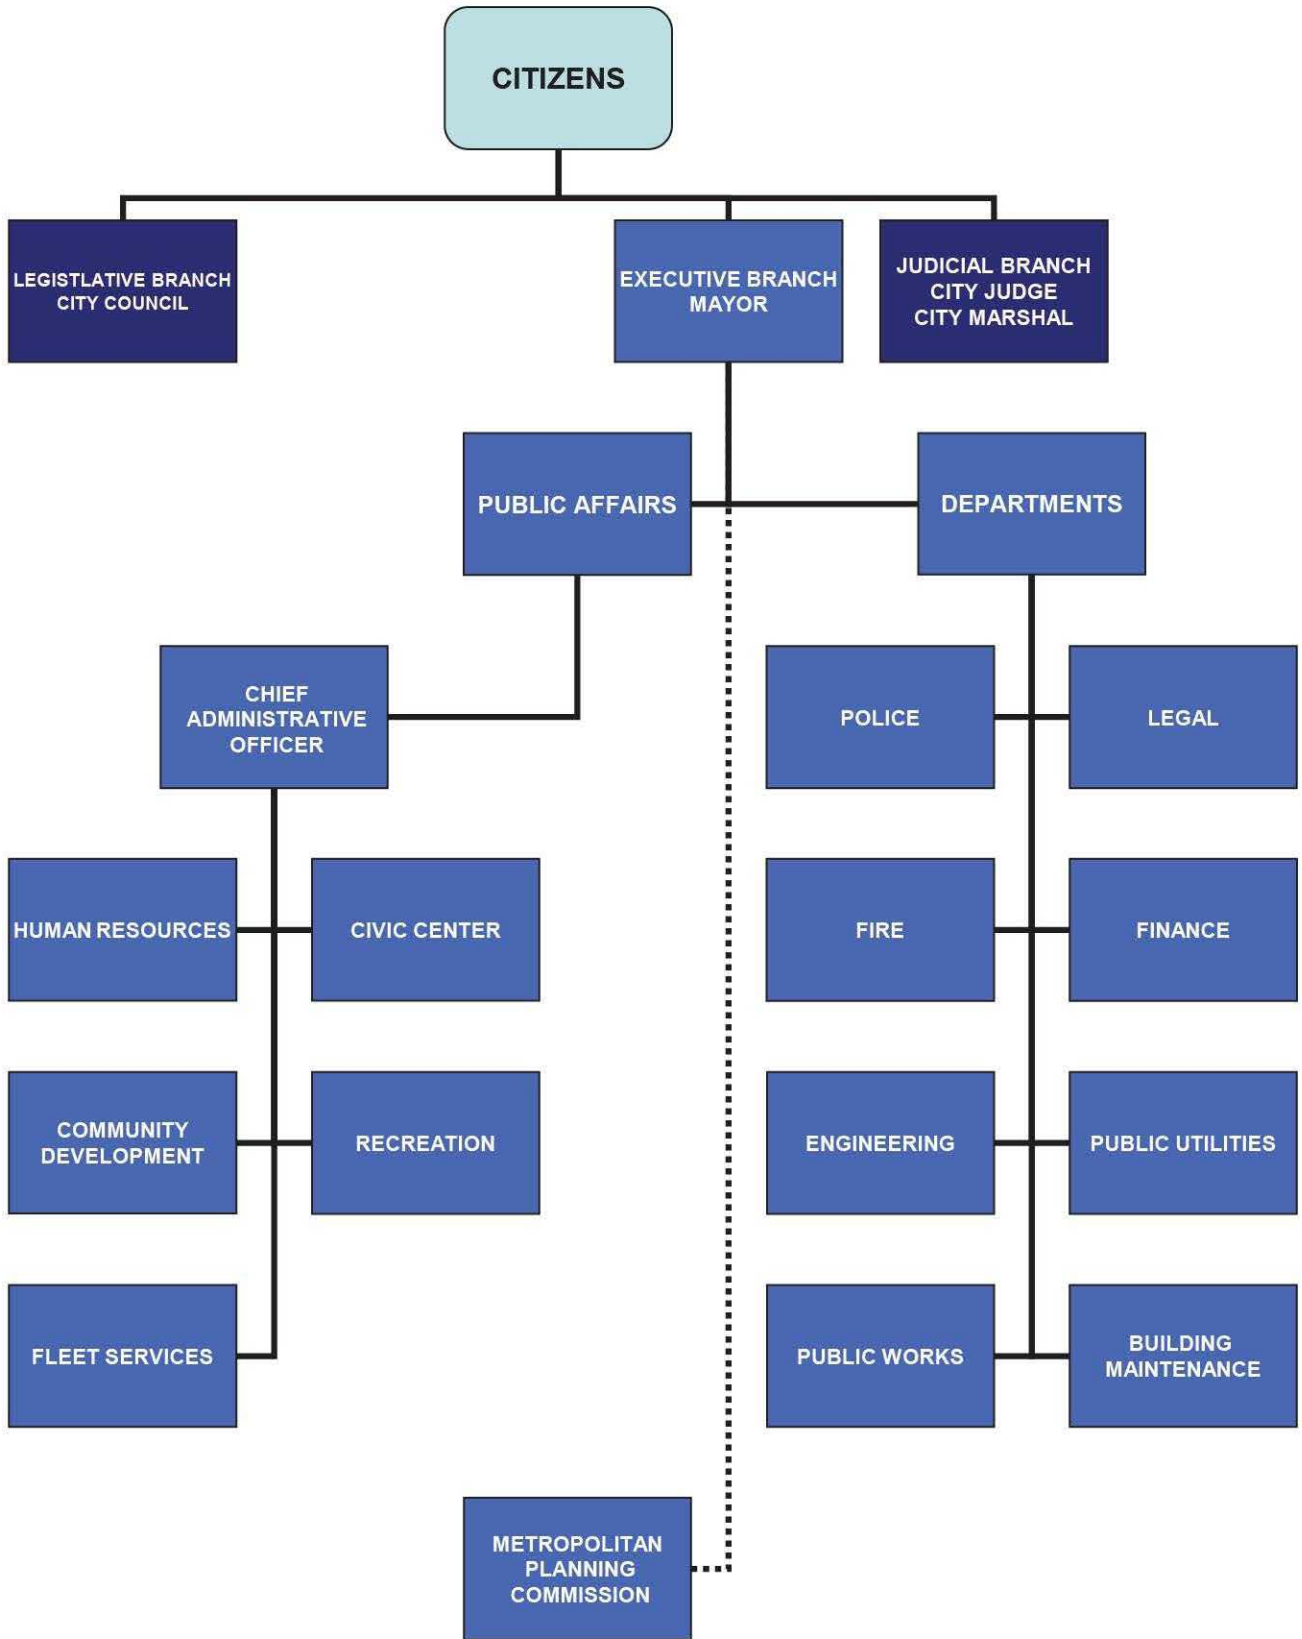 CITIZENS
LEGISTLATIVE BRANCH
CITY COUNCIL
EXECUTIVE BRANCH
MAYOR
JUDICIAL BRANCH
CITY JUDGE
CITY MARSHAL
PUBLIC AFFAIRS
DEPARTMENTS
CHIEF
ADMINISTRATIVE
OFFICER
POLICE
LEGAL
HUMAN RESOURCES
CIVIC CENTER
FIRE
FINANCE
COMMUNITY
DEVELOPMENT
RECREATION
ENGINEERING
PUBLIC UTILITIES
FLEET SERVICES
PUBLIC WORKS
BUILDING
MAINTENANCE
METROPOLITAN
PLANNING
COMMISSION